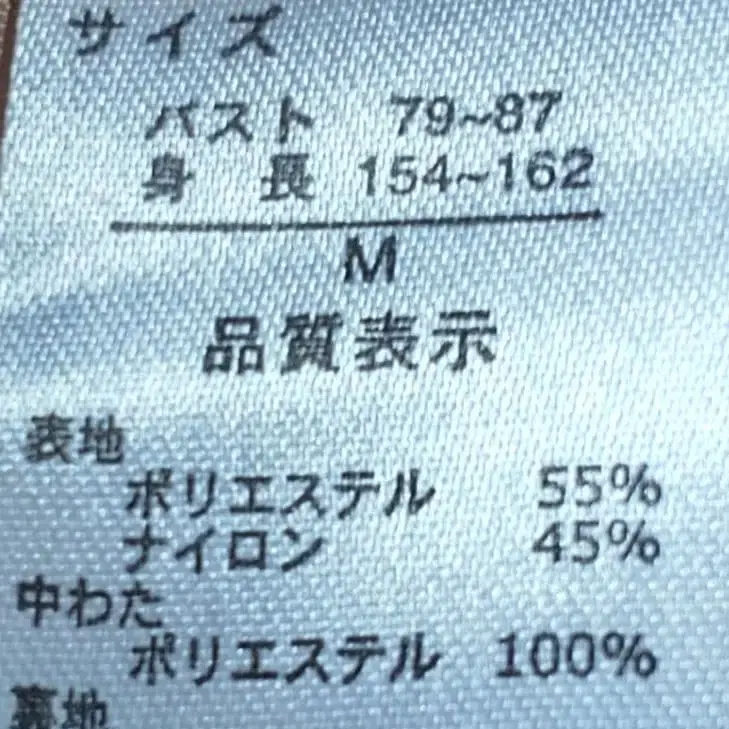 サイズ
バスト 79~87
身長 154~162
M
品質表示
表地
ポリエステル 55%
ナイロン 45%
中わた
ポリエステル 100%
裏地